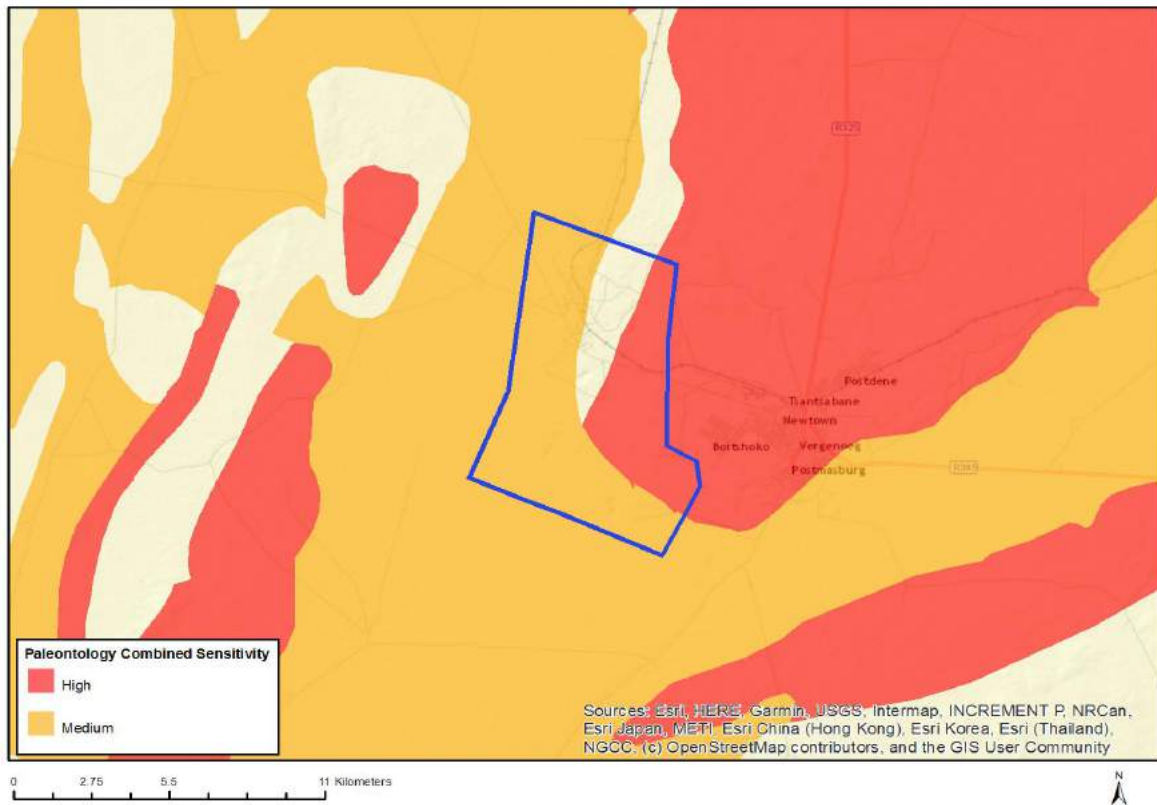 R325
Postdene
Newtown
Boitshoko
Postmasburg
R385
Paleontology Combined Sensitivity
High
Medium
Sources: Esri, HERE, Garmin, USGS, Intermap, INCREMENT P, NRCan,
Esri Japan, METI, Esri China (Hong Kong), Esri Korea, Esri (Thailand),
NGCC, (c) OpenStreetMap contributors, and the GIS User Community
0 2.75 5.5 11 Kilometers
N